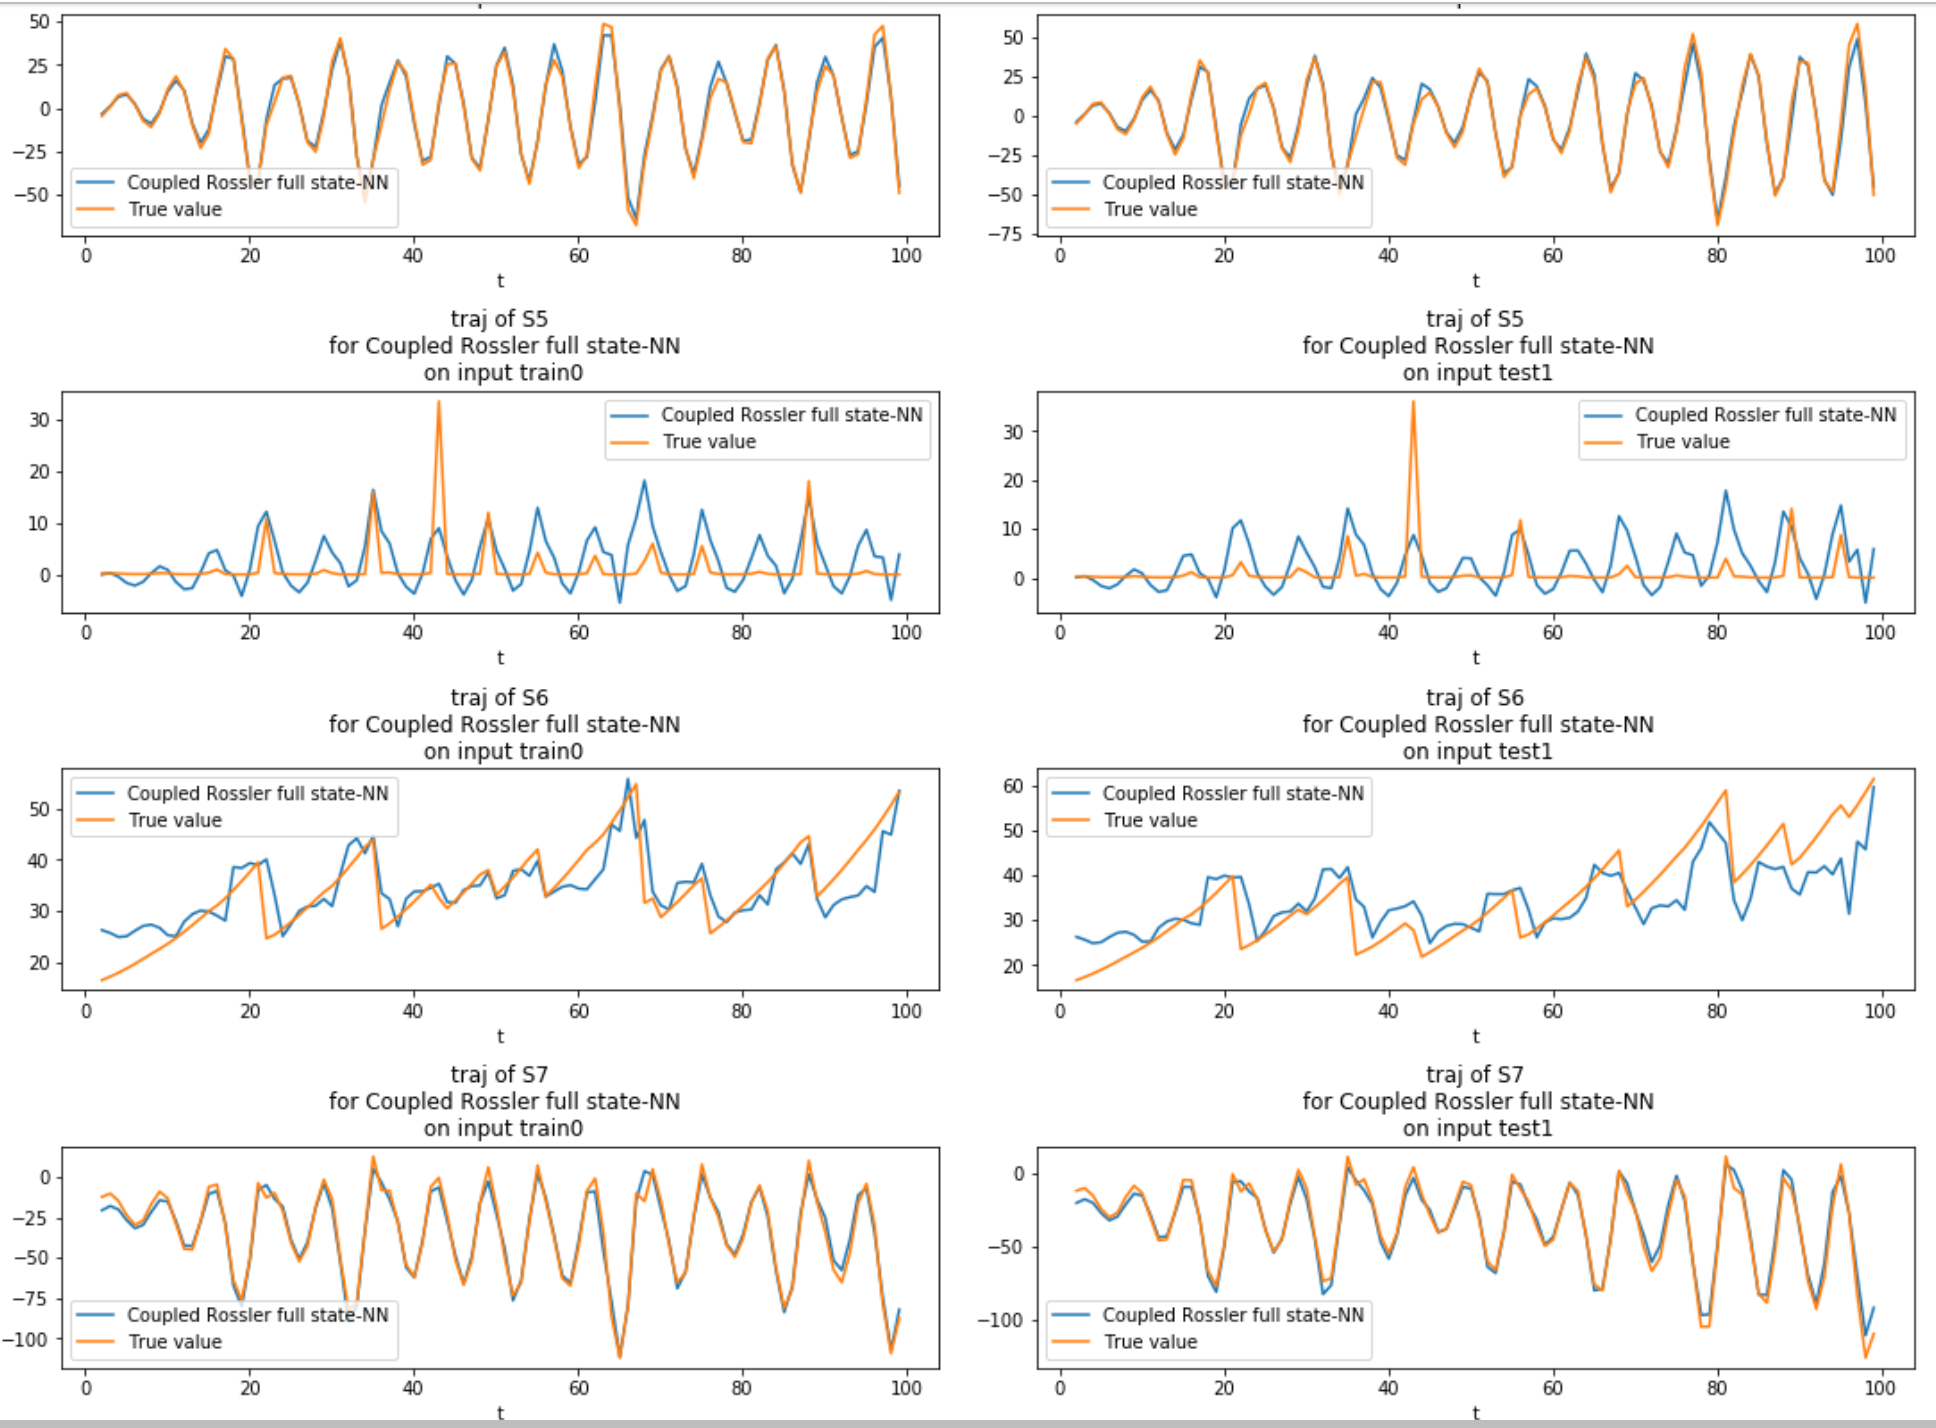 50
25
0
−25
−50
Coupled Rossler full state-NN
True value
0 20 40 60 80 100
t
50
25
0
−25
−50
−75
Coupled Rossler full state-NN
True value
0 20 40 60 80 100
t
traj of S5
for Coupled Rossler full state-NN
on input train0
30
20
10
0
Coupled Rossler full state-NN
True value
0 20 40 60 80 100
t
traj of S5
for Coupled Rossler full state-NN
on input test1
30
20
10
0
Coupled Rossler full state-NN
True value
0 20 40 60 80 100
t
traj of S6
for Coupled Rossler full state-NN
on input train0
50
40
30
20
Coupled Rossler full state-NN
True value
0 20 40 60 80 100
t
traj of S6
for Coupled Rossler full state-NN
on input test1
60
50
40
30
20
Coupled Rossler full state-NN
True value
0 20 40 60 80 100
t
traj of S7
for Coupled Rossler full state-NN
on input train0
0
−25
−50
−75
−100
Coupled Rossler full state-NN
True value
0 20 40 60 80 100
t
traj of S7
for Coupled Rossler full state-NN
on input test1
0
−50
−100
Coupled Rossler full state-NN
True value
0 20 40 60 80 100
t